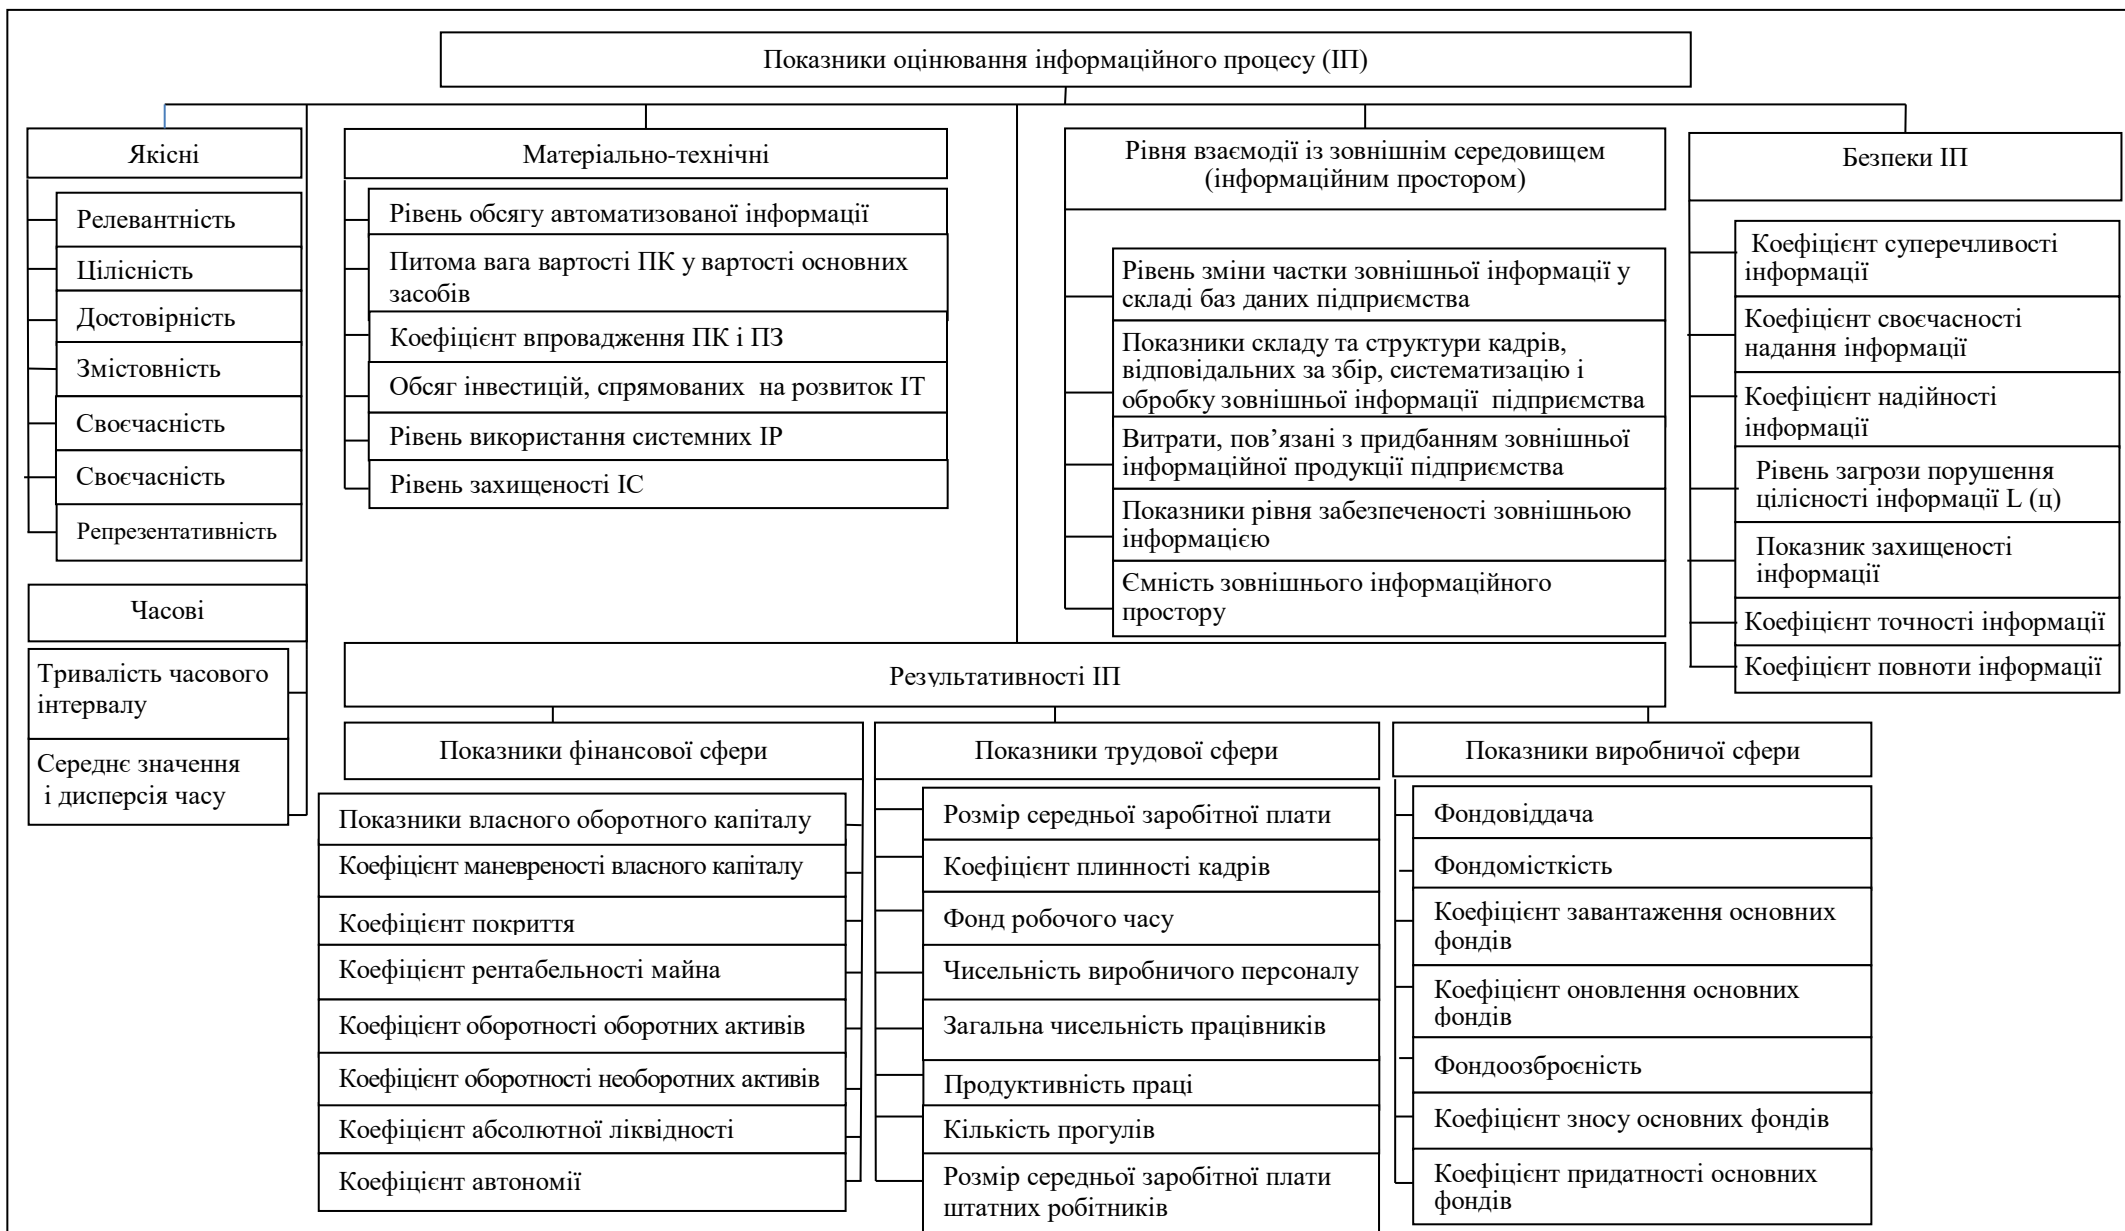 Показники оцінювання інформаційного процесу (ІП)
Якісні
Релевантність
Цілісність
Достовірність
Змістовність
Своєчасність
Своєчасність
Репрезентативність
Часові
Тривалість часового
інтервалу
Середнє значення
і дисперсія часу
Матеріально-технічні
Рівень обсягу автоматизованої інформації
Питома вага вартості ПК у вартості основних
засобів
Коефіцієнт впровадження ПК і ПЗ
Обсяг інвестицій, спрямованих на розвиток ІТ
Рівень використання системних ІР
Рівень захищеності ІС
Рівня взаємодії із зовнішнім середовищем
(інформаційним простором)
Рівень зміни частки зовнішньої інформації у
складі баз даних підприємства
Показники складу та структури кадрів,
відповідальних за збір, систематизацію і
обробку зовнішньої інформації підприємства
Витрати, пов’язані з придбанням зовнішньої
інформаційної продукції підприємства
Показники рівня забезпеченості зовнішньою
інформацією
Ємність зовнішнього інформаційного
простору
Безпеки ІП
Коефіцієнт суперечливості
інформації
Коефіцієнт своєчасності
надання інформації
Коефіцієнт надійності
інформації
Рівень загрози порушення
цілісності інформації L (ц)
Показник захищеності
інформації
Коефіцієнт точності інформації
Коефіцієнт повноти інформації
Результативності ІП
Показники фінансової сфери
Показники власного оборотного капіталу
Коефіцієнт маневреності власного капіталу
Коефіцієнт покриття
Коефіцієнт рентабельності майна
Коефіцієнт оборотності оборотних активів
Коефіцієнт оборотності необоротних активів
Коефіцієнт абсолютної ліквідності
Коефіцієнт автономії
Показники трудової сфери
Розмір середньої заробітної плати
Коефіцієнт плинності кадрів
Фонд робочого часу
Чисельність виробничого персоналу
Загальна чисельність працівників
Продуктивність праці
Кількість прогулів
Розмір середньої заробітної плати
штатних робітників
Показники виробничої сфери
Фондовіддача
Фондомісткість
Коефіцієнт завантаження основних
фондів
Коефіцієнт оновлення основних
фондів
Фондоозброєність
Коефіцієнт зносу основних фондів
Коефіцієнт придатності основних
фондів